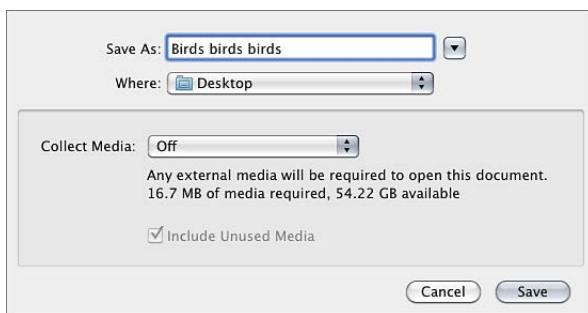 Save As: Birds birds birds
Where: Desktop
Collect Media: Off
Any external media will be required to open this document.
16.7 MB of media required, 54.22 GB available
Include Unused Media
Cancel Save